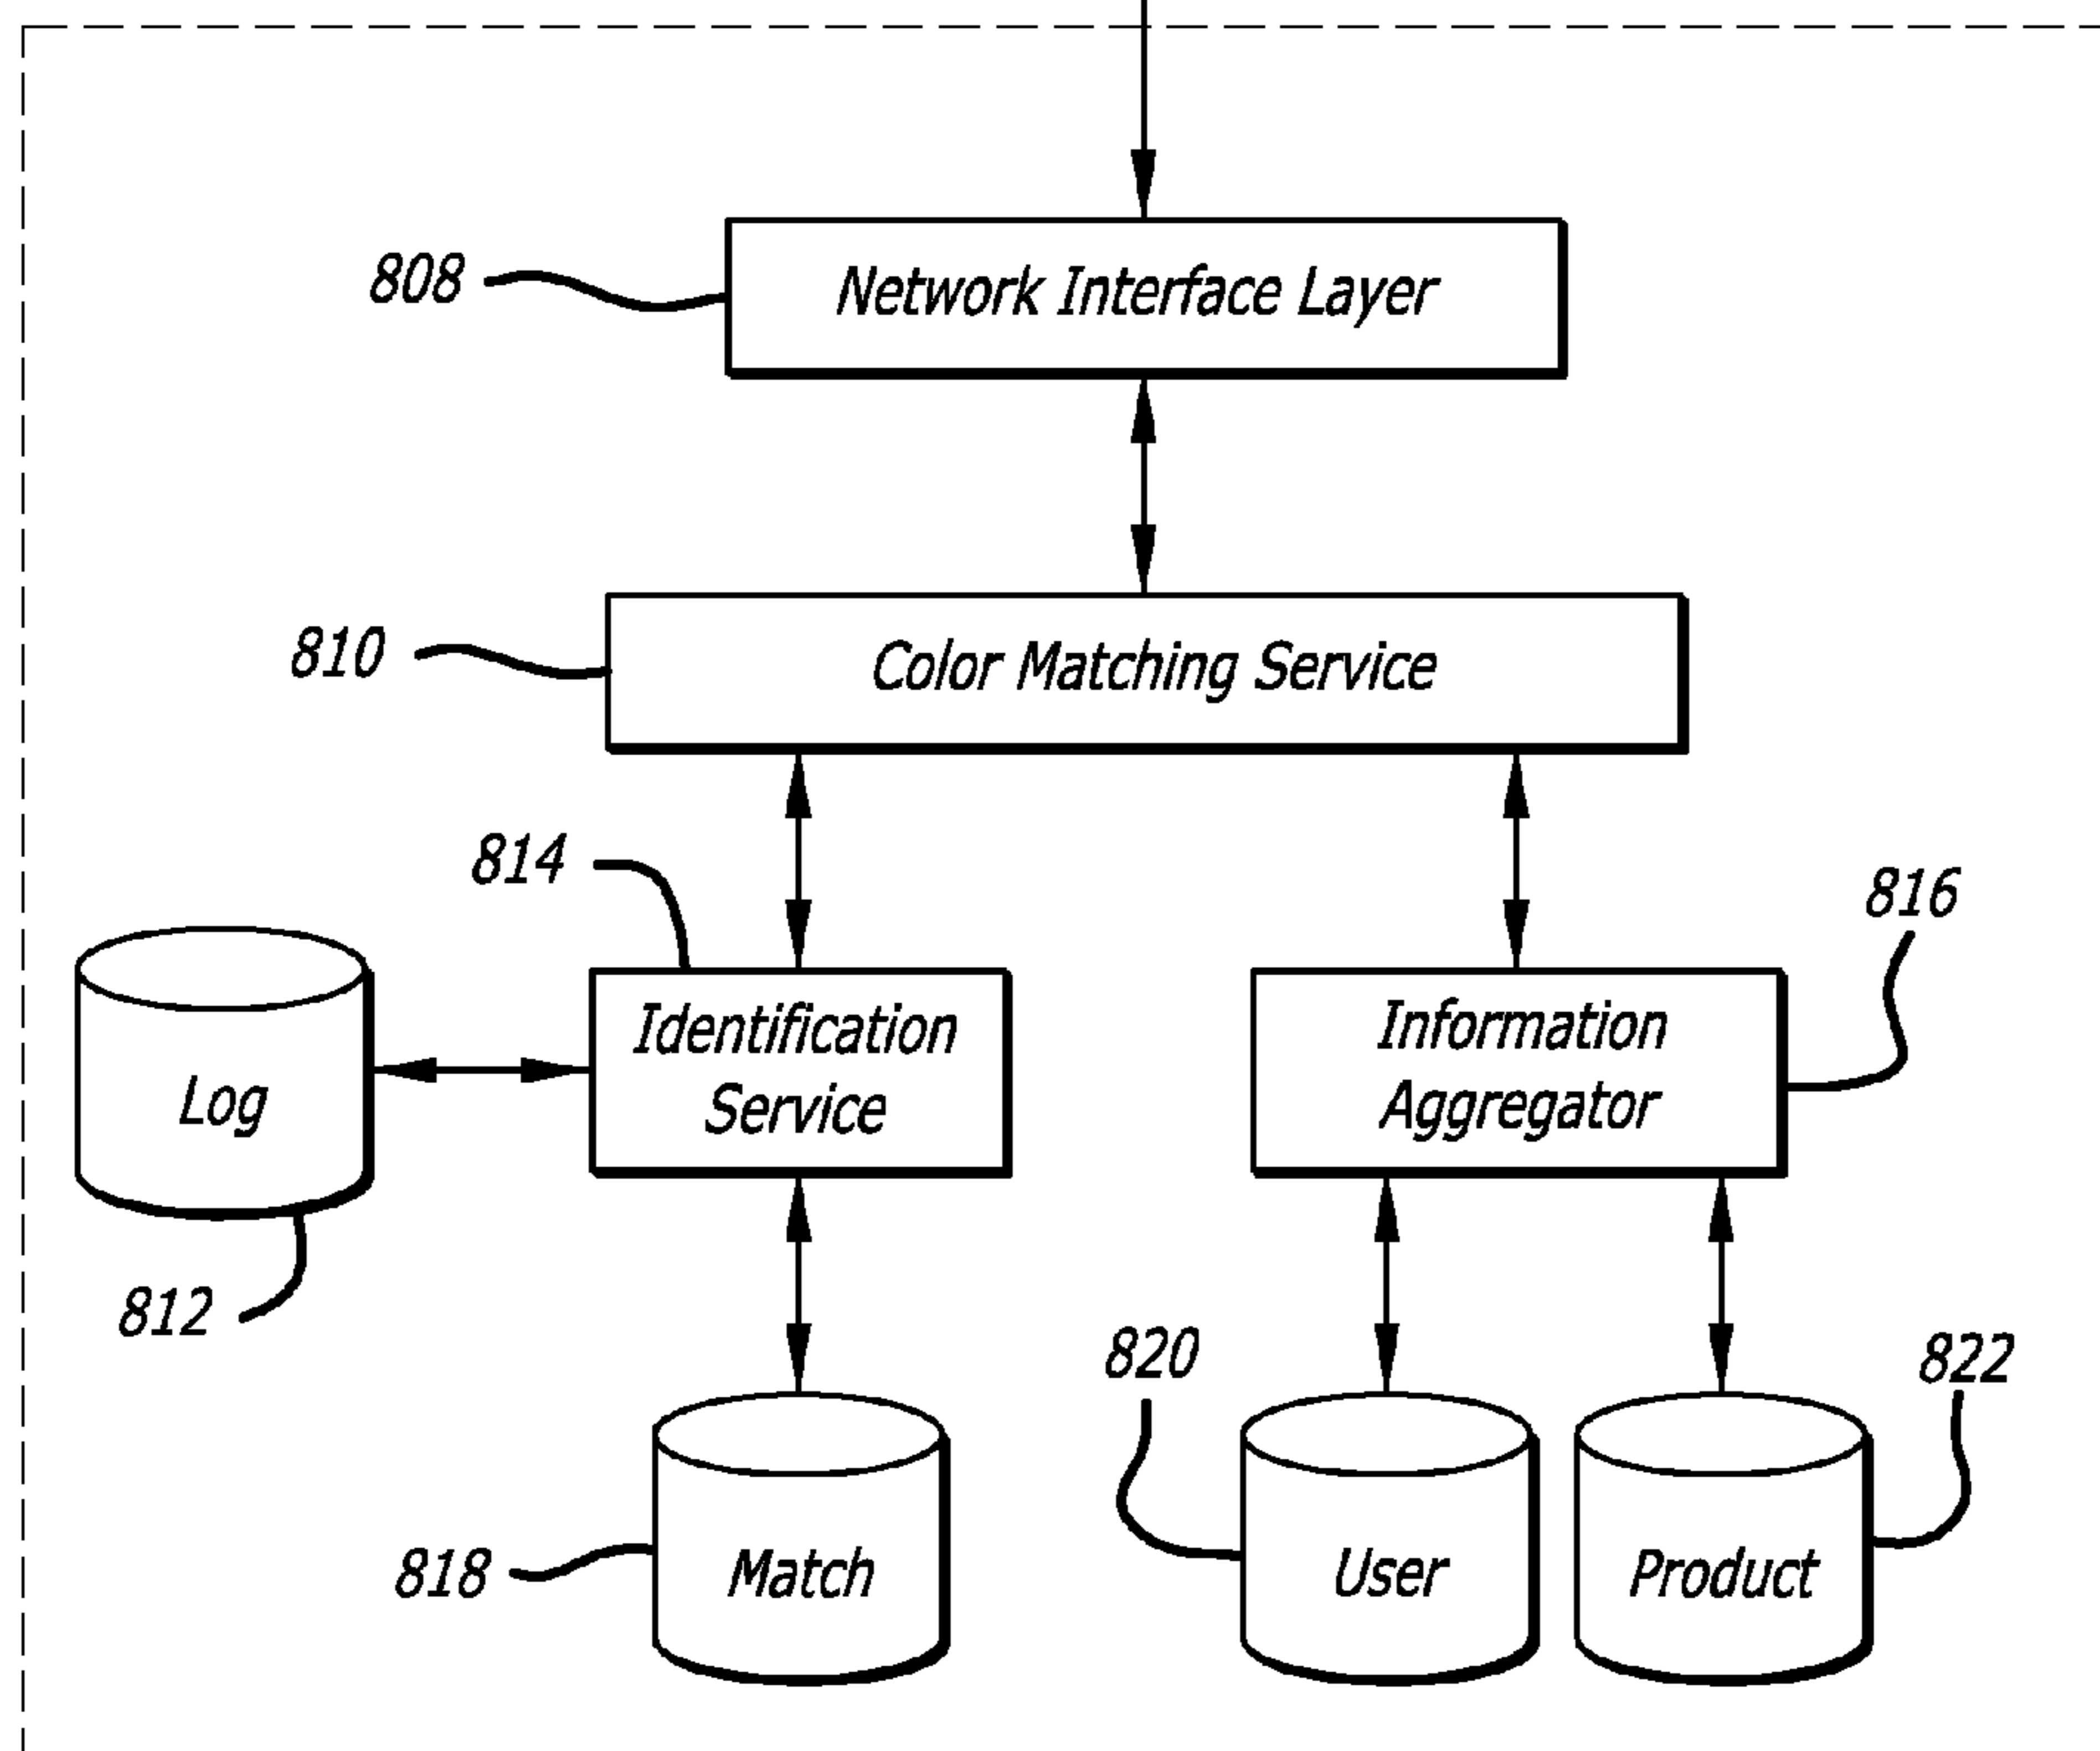 808
Network Interface Layer
810
Color Matching Service
814
816
Identification
Service
Information
Aggregator
Log
812
820
822
818
Match
User
Product